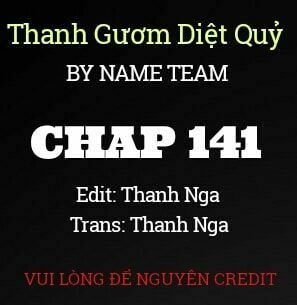 Thanh Gươm Diệt Quỷ
BY NAME TEAM
CHAP 141
Edit: Thanh Nga
Trans: Thanh Nga
VUI LÒNG ĐỂ NGUYÊN CREDIT